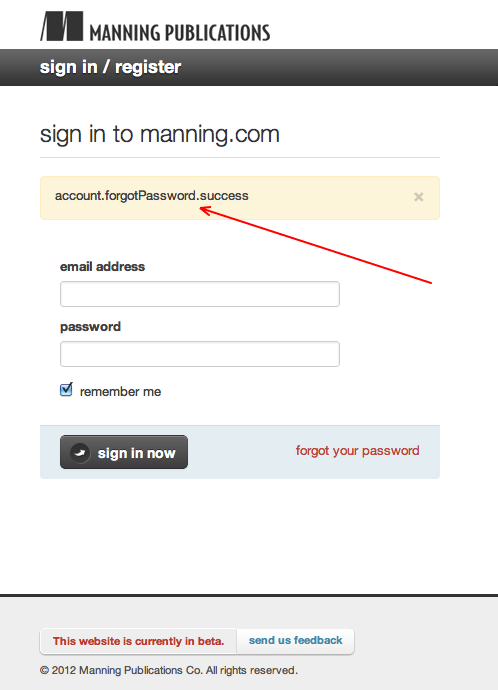 MANNING PUBLICATIONS
sign in / register
sign in to manning.com
account.forgotPassword.success
×
email address
password
remember me
sign in now
forgot your password
This website is currently in beta.
send us feedback
© 2012 Manning Publications Co. All rights reserved.